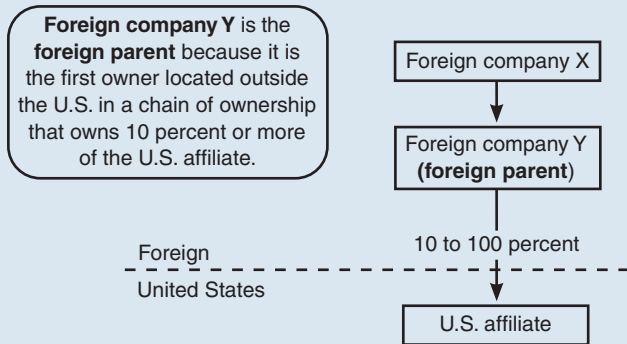 Foreign company Y is the
foreign parent because it is
the first owner located outside
the U.S. in a chain of ownership
that owns 10 percent or more
of the U.S. affiliate.
Foreign company X
Foreign company Y
(foreign parent)
10 to 100 percent
Foreign
United States
U.S. affiliate